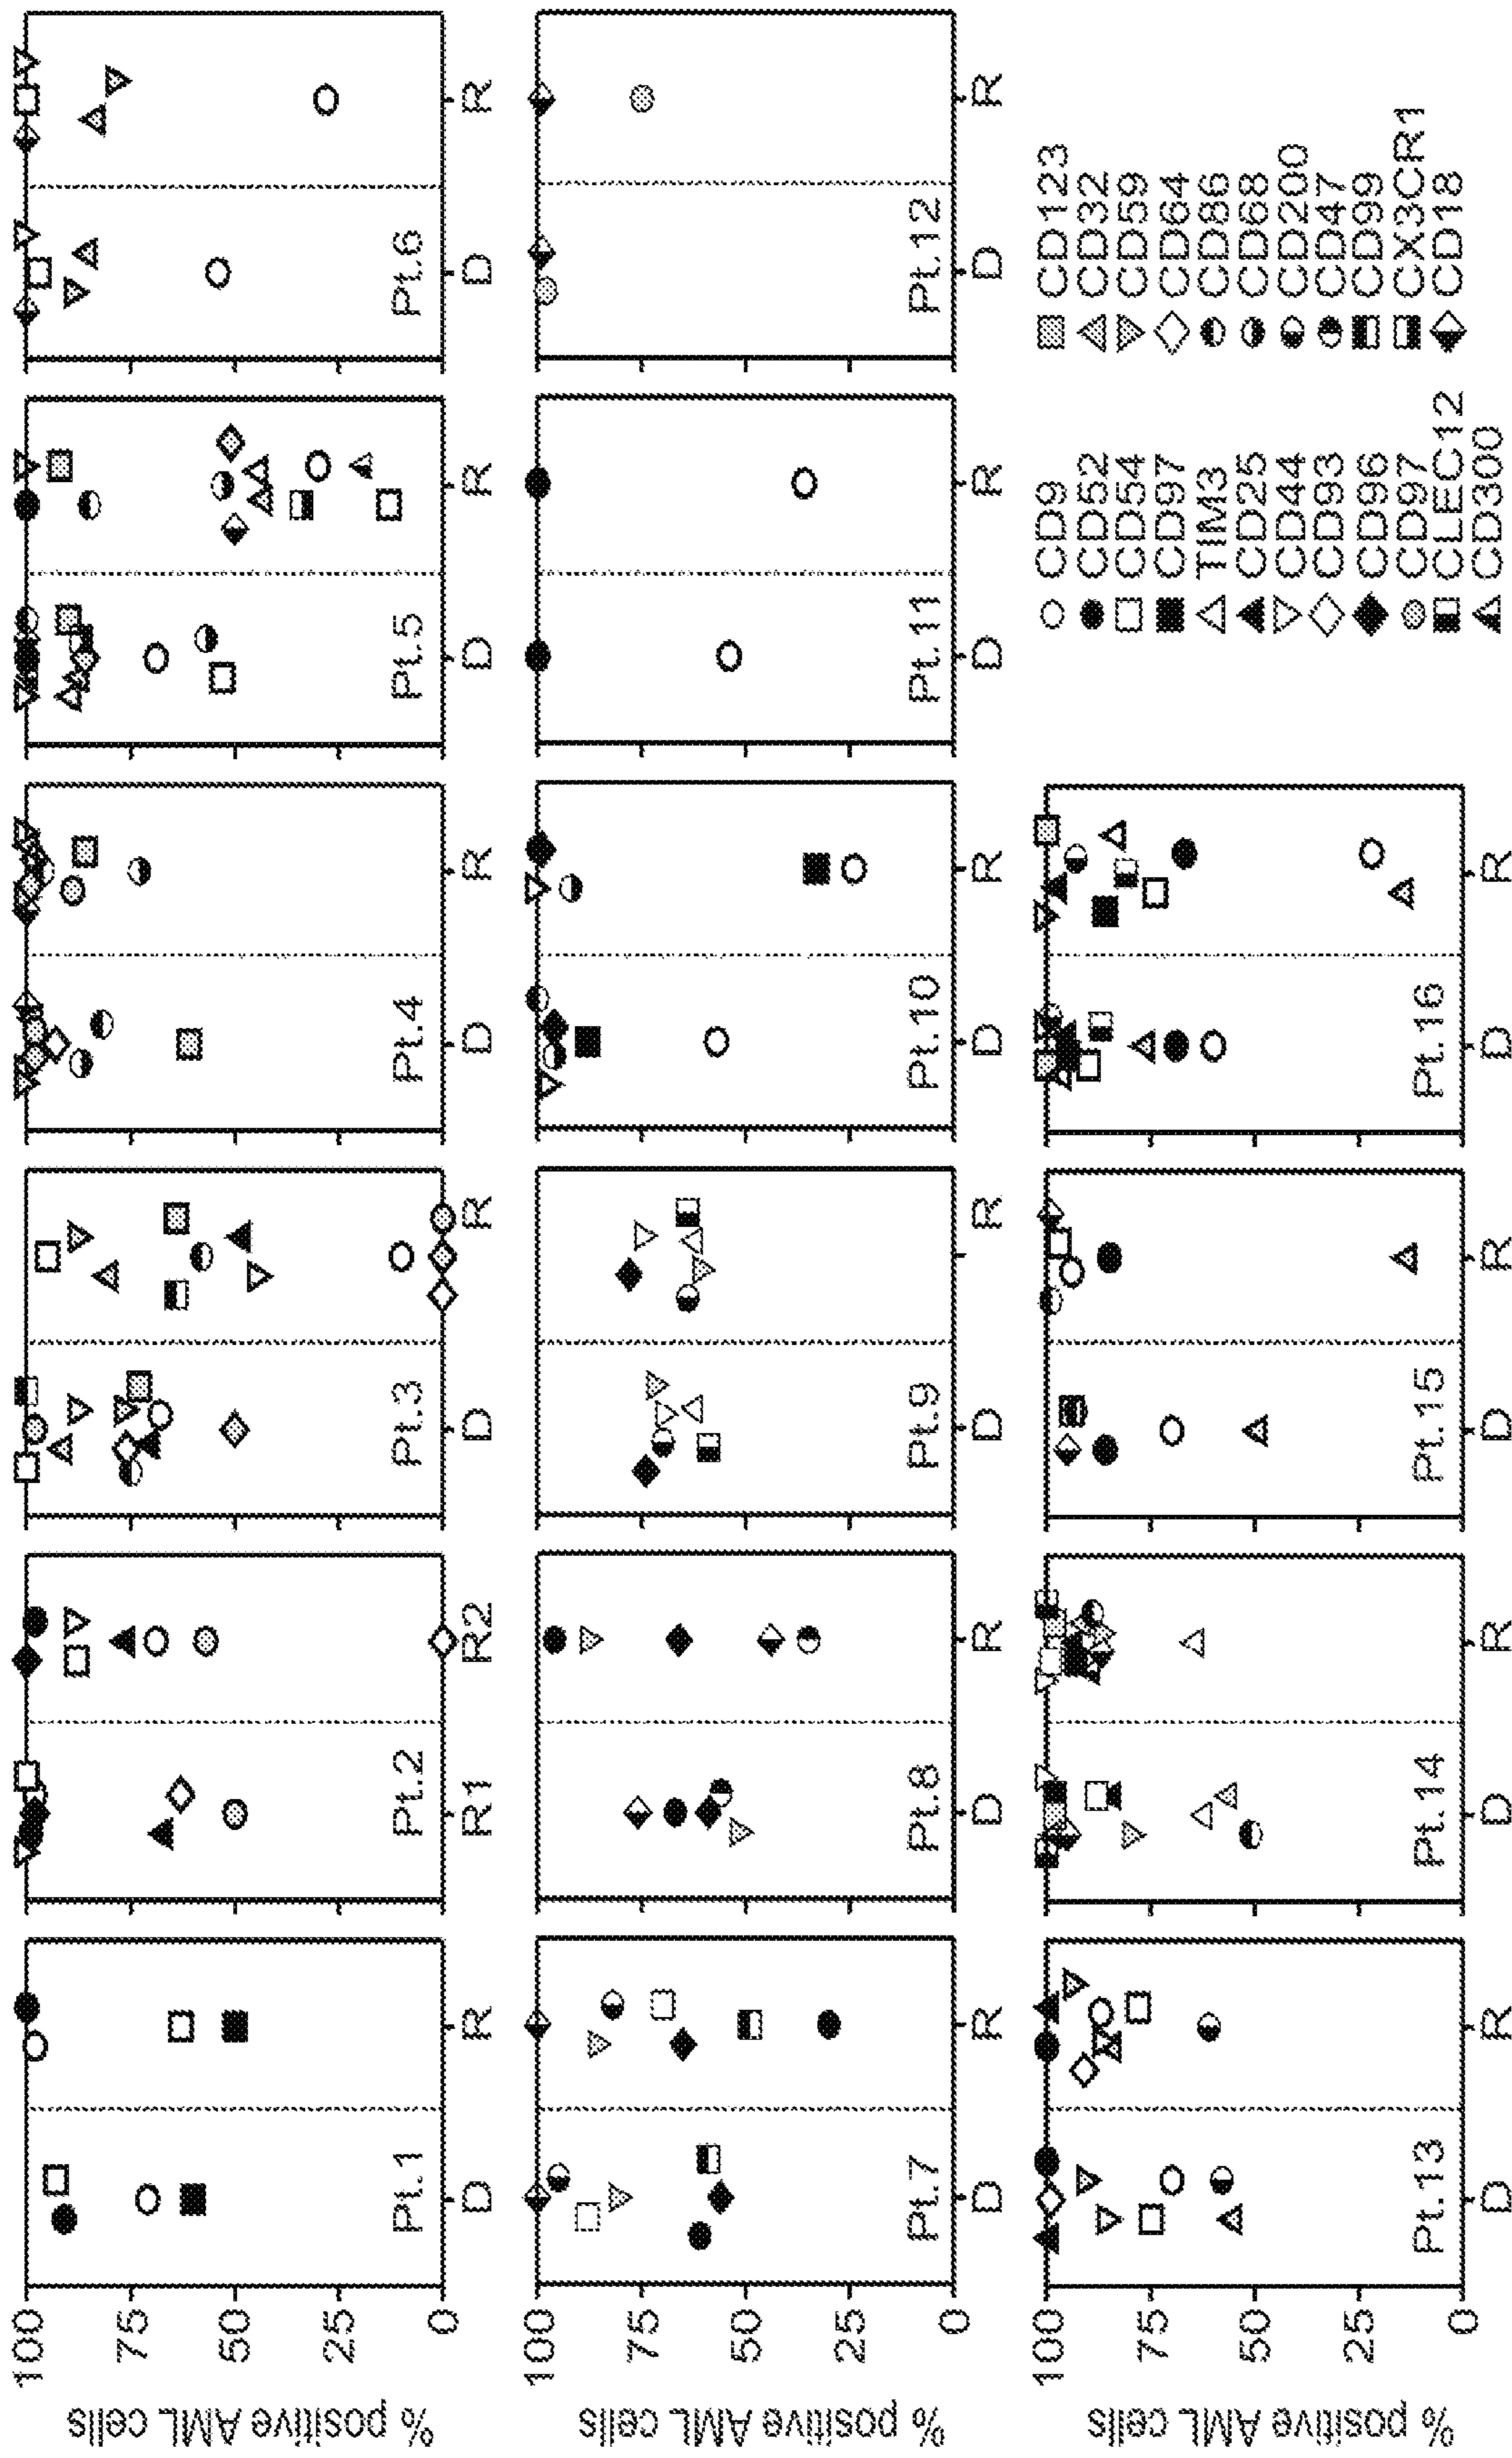 % positive AML cells
100
75
50
25
0
Pt.1
D
R
Pt.2
R1
R2
Pt.3
D
R
Pt.4
D
R
Pt.5
D
R
Pt.6
D
R
% positive AML cells
100
75
50
25
0
Pt.7
D
R
Pt.8
D
R
Pt.9
D
R
Pt.10
D
R
Pt.11
D
R
Pt.12
D
R
% positive AML cells
100
75
50
25
0
Pt.13
D
R
Pt.14
D
R
Pt.15
D
R
Pt.16
D
R
CD9
CD52
CD54
CD97
TIM3
CD25
CD44
CD93
CD96
CD97
CLEC12
CD300
CD123
CD32
CD59
CD64
CD86
CD68
CD200
CD47
CD99
CX3CR1
CD18